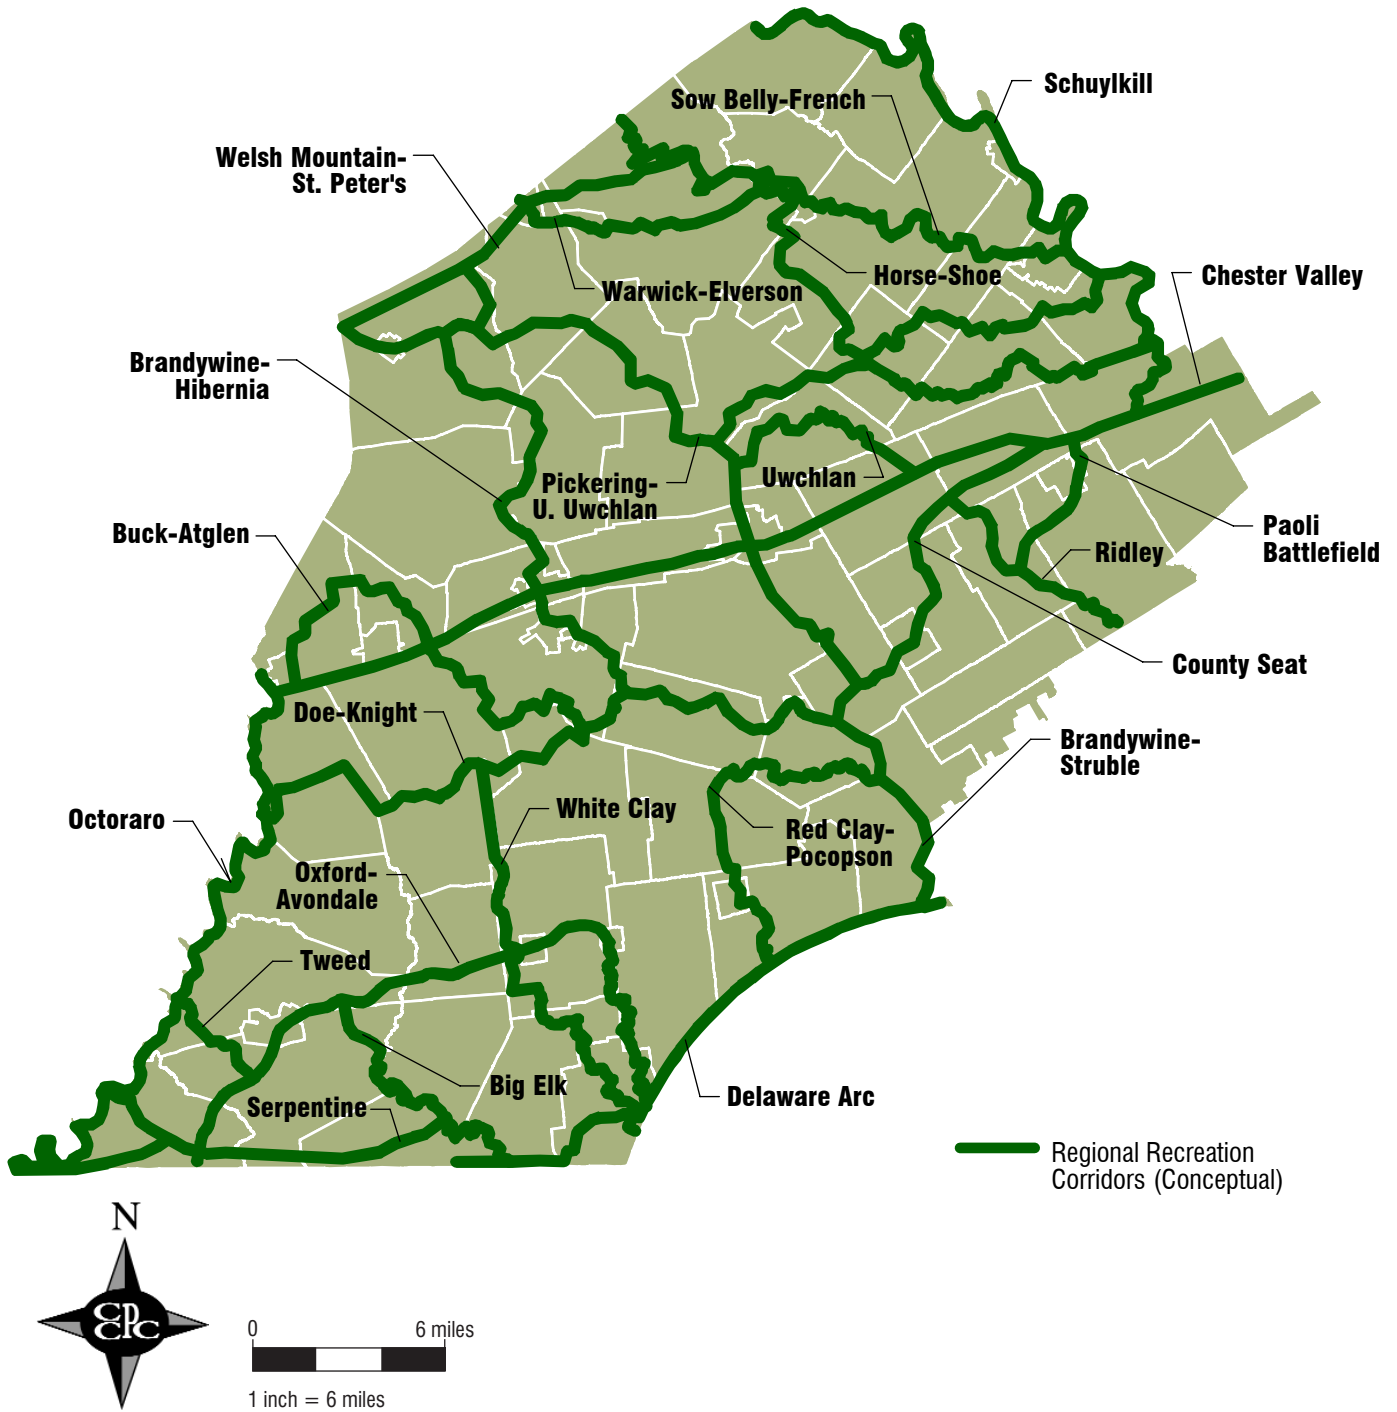 Schuylkill
Sow Belly-French
Welsh Mountain-
St. Peter's
Horse-Shoe
Chester Valley
Warwick-Elverson
Brandywine-
Hibernia
Pickering-
U. Uwchlan
Uwchlan
Buck-Atglen
Paoli
Battlefield
Ridley
County Seat
Doe-Knight
Brandywine-
Struble
White Clay
Octoraro
Red Clay-
Pocopson
Oxford-
Avondale
Tweed
Big Elk
Delaware Arc
Serpentine
Regional Recreation
Corridors (Conceptual)
N
CPCPC
0 6 miles
1 inch = 6 miles